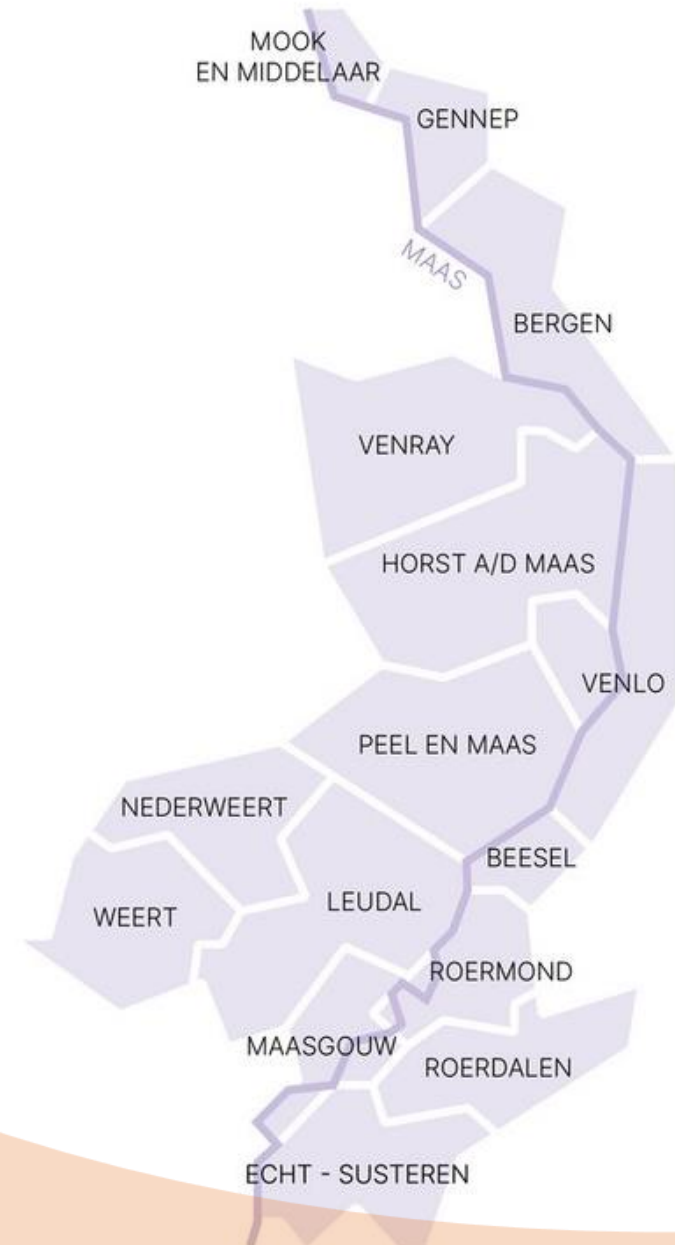 MOOK
EN MIDDELAAR
GENNEP
MAAS
BERGEN
VENRAY
HORST A/D MAAS
VENLO
PEEL EN MAAS
NEDERWEERT
BEESEL
LEUDAL
WEERT
ROERMOND
MAASGOUW
ROERDALEN
ECHT - SUSTEREN